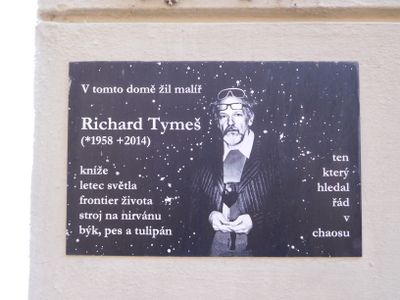 V tomto domě žil malíř
Richard Tymeš
(*1958 +2014)
kníže
letec světla
frontier života
stroj na nirvánu
býk, pes a tulipán
ten
který
hledal
řád
v
chaosu